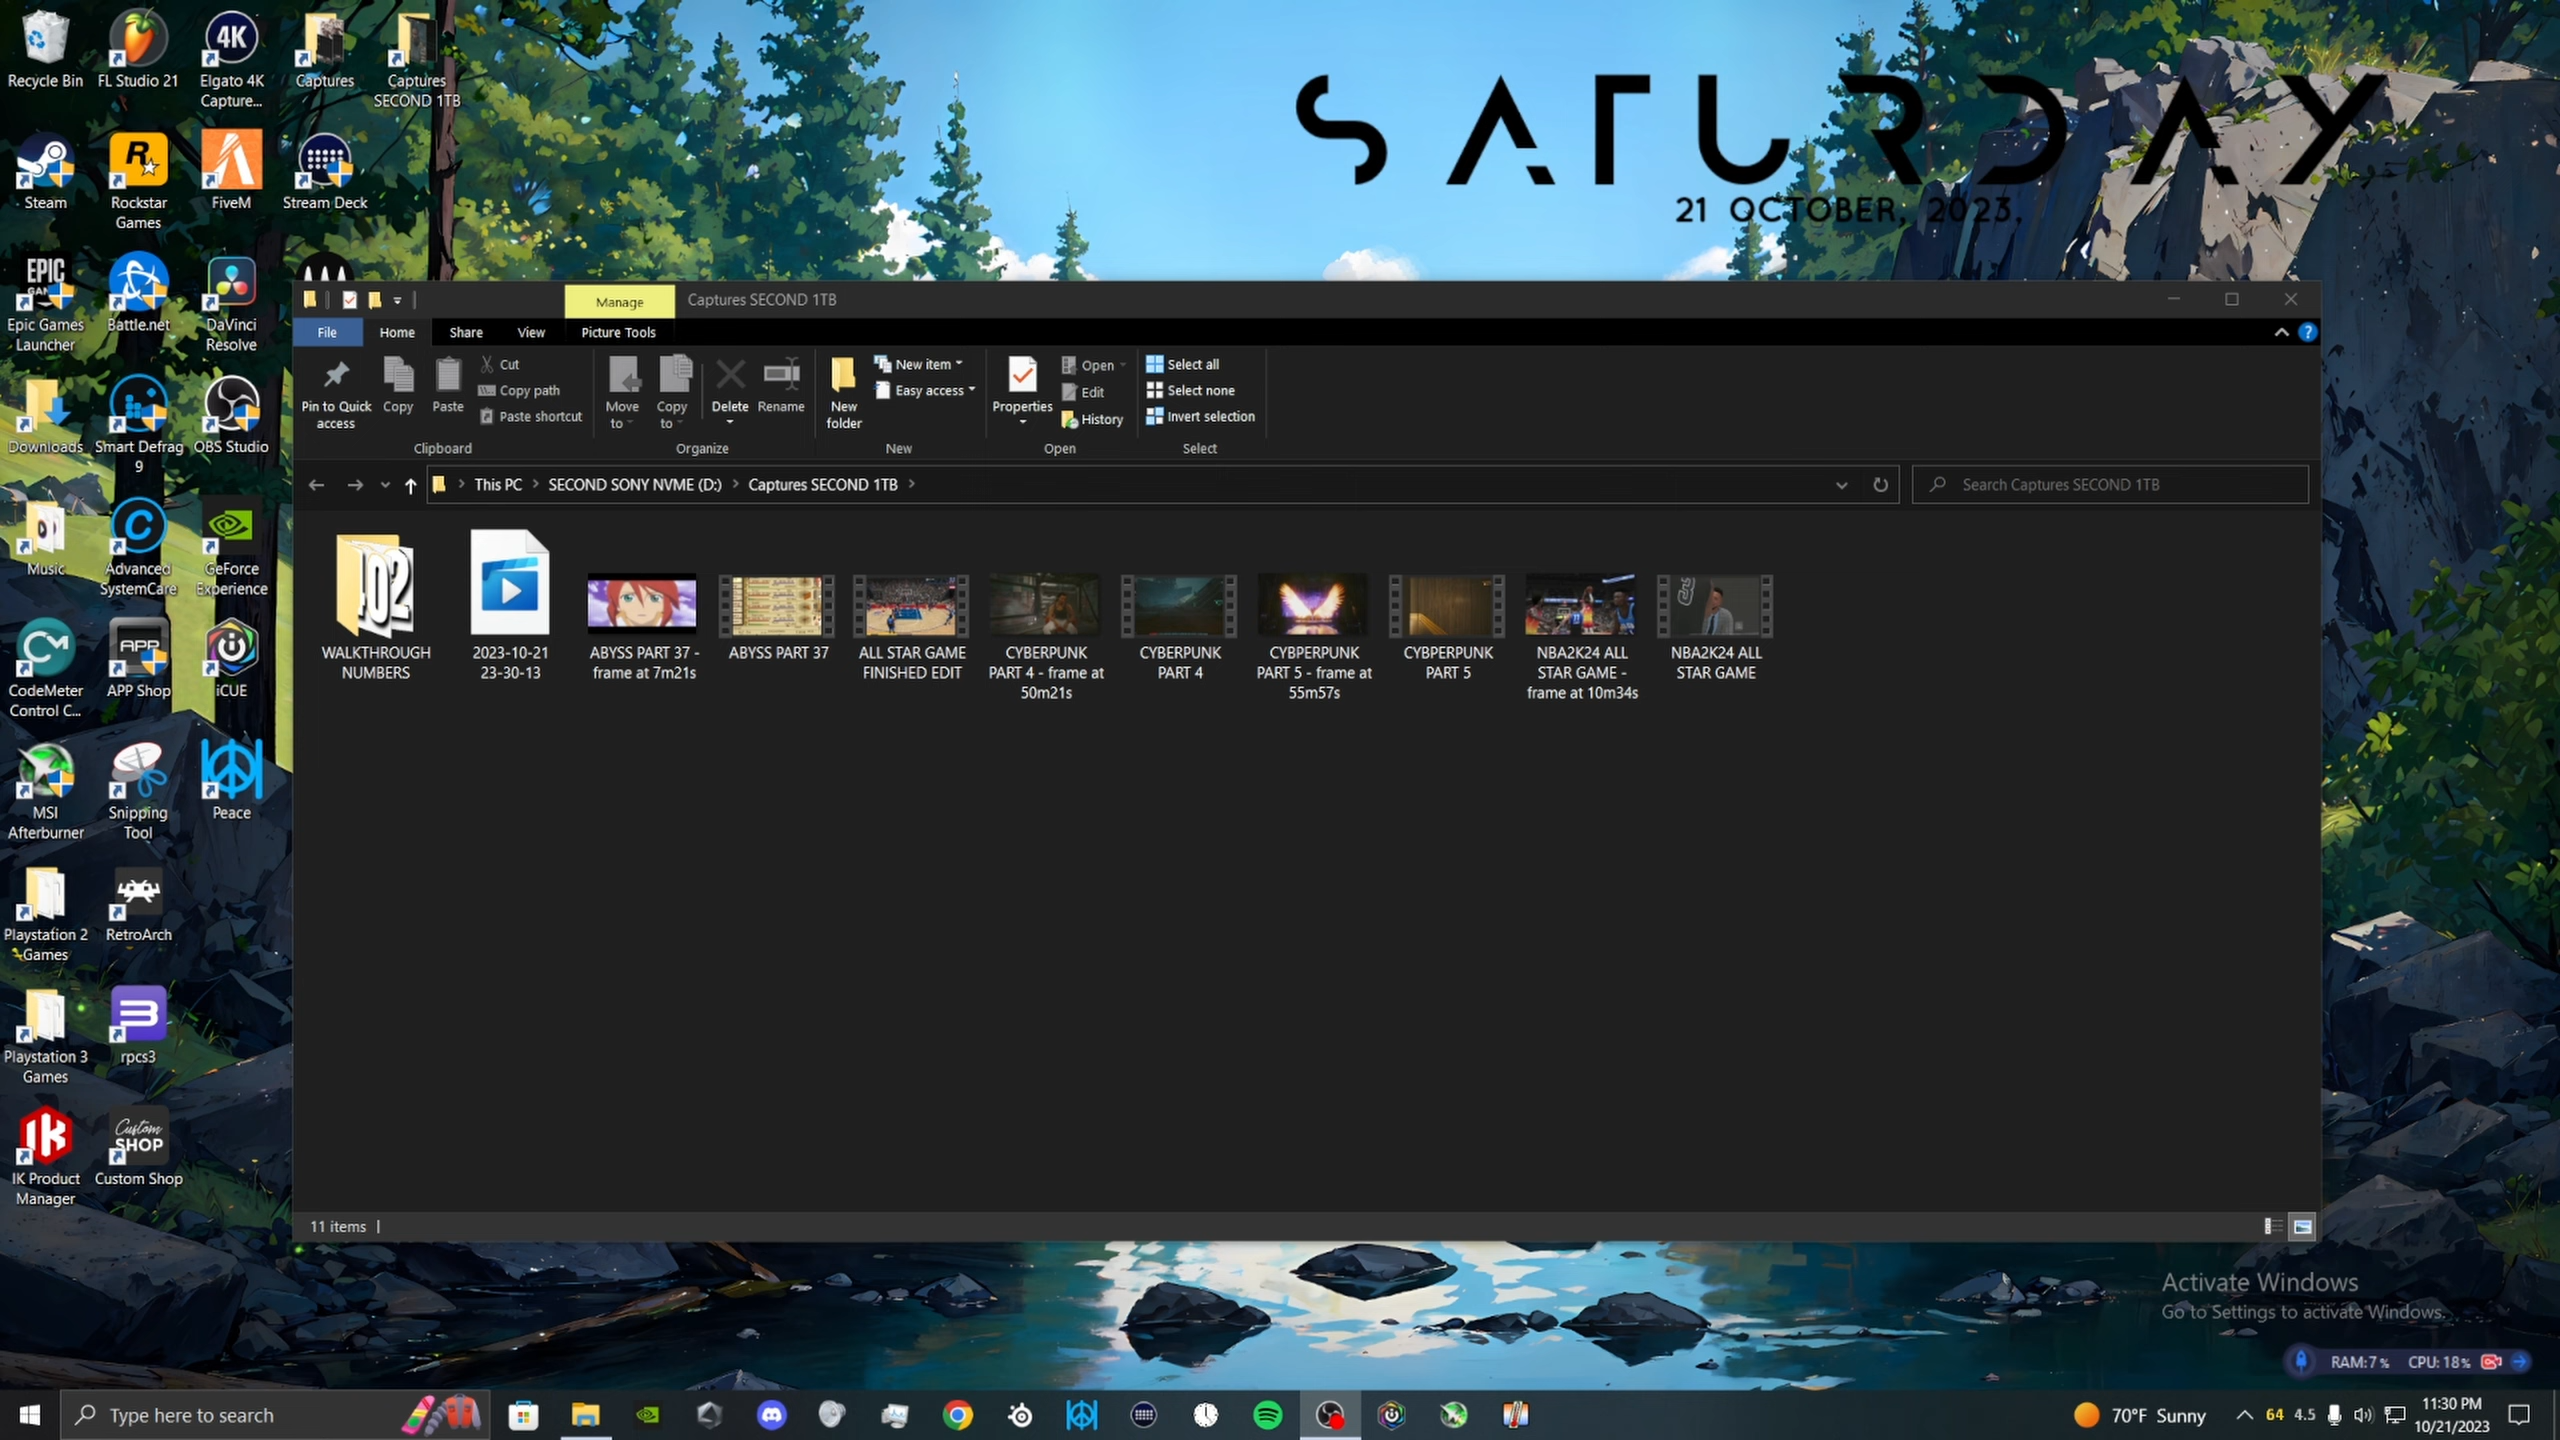 SATURDAY
21 OCTOBER, 2023.
Recycle Bin
FL Studio 21
4K
Elgato 4K
Capture...
Captures
Captures
SECOND 1TB
Steam
R
Rockstar
Games
FiveM
Stream Deck
EPIC
Epic Games
Launcher
Battle.net
DaVinci
Resolve
Downloads
Smart Defrag
9
OBS Studio
Music
Advanced
SystemCare
GeForce
Experience
CodeMeter
Control C...
APP
APP Shop
iCUE
MSI
Afterburner
Snipping
Tool
Peace
Playstation 2
Games
RetroArch
Playstation 3
Games
rpcs3
IK Product
Manager
Custom
SHOP
Custom Shop
Manage
Captures SECOND 1TB
File
Home
Share
View
Picture Tools
Pin to Quick
access
Copy
Paste
Cut
Copy path
Paste shortcut
Clipboard
Move
to
Copy
to
Delete
Rename
Organize
New
folder
New item
Easy access
New
Properties
Open
Edit
History
Open
Select all
Select none
Invert selection
Select
This PC
SECOND SONY NVME (D:)
Captures SECOND 1TB
Search Captures SECOND 1TB
402
WALKTHROUGH
NUMBERS
2023-10-21
23-30-13
ABYSS PART 37 -
frame at 7m21s
ABYSS PART 37
ALL STAR GAME
FINISHED EDIT
CYBERPUNK
PART 4 - frame at
50m21s
CYBERPUNK
PART 4
CYBPERPUNK
PART 5 - frame at
55m57s
CYBPERPUNK
PART 5
NBA2K24 ALL
STAR GAME -
frame at 10m34s
NBA2K24 ALL
STAR GAME
11 items
Activate Windows
Go to Settings to activate Windows.
RAM:7%
CPU: 18%
Type here to search
70°F Sunny
64
4.5
11:30 PM
10/21/2023